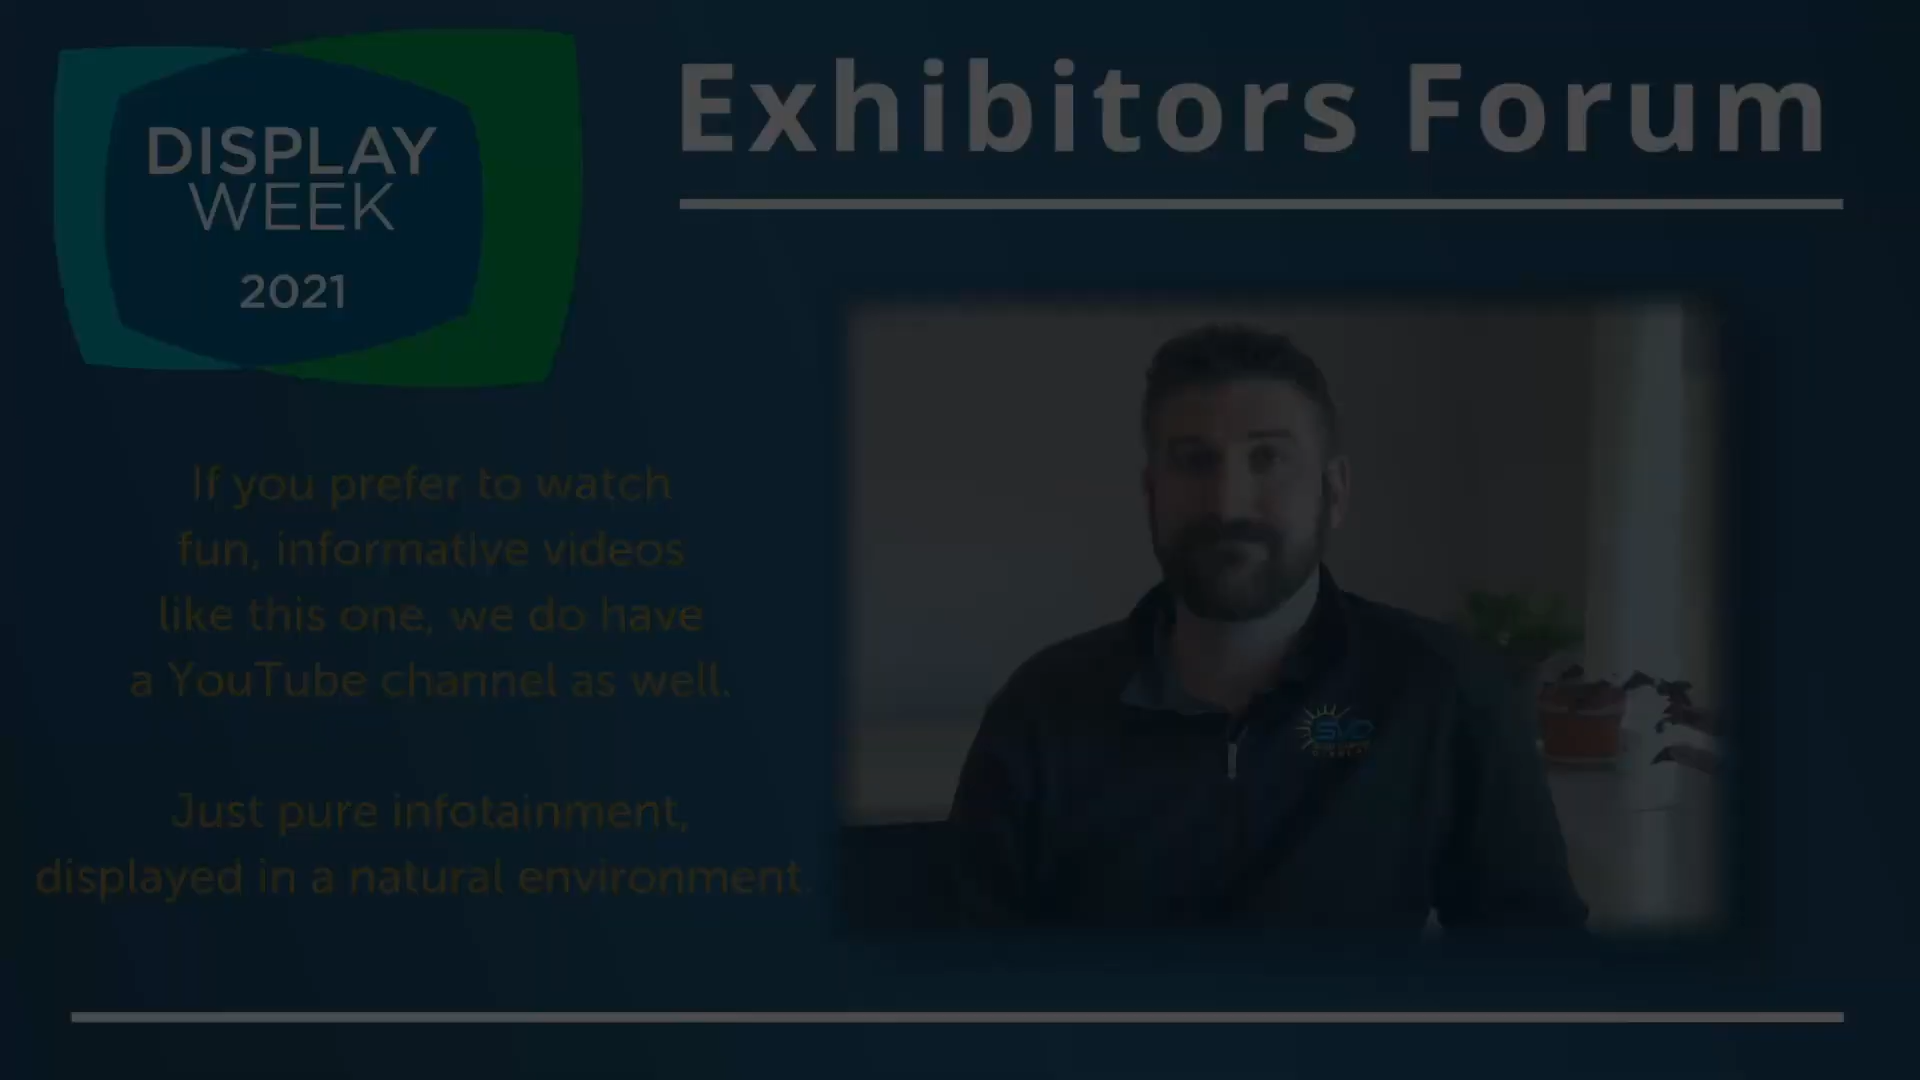 DISPLAY
WEEK
2021
Exhibitors Forum
If you prefer to watch
fun, informative videos
like this one, we do have
a YouTube channel as well.
Just pure infotainment,
displayed in a natural environment.
SVD